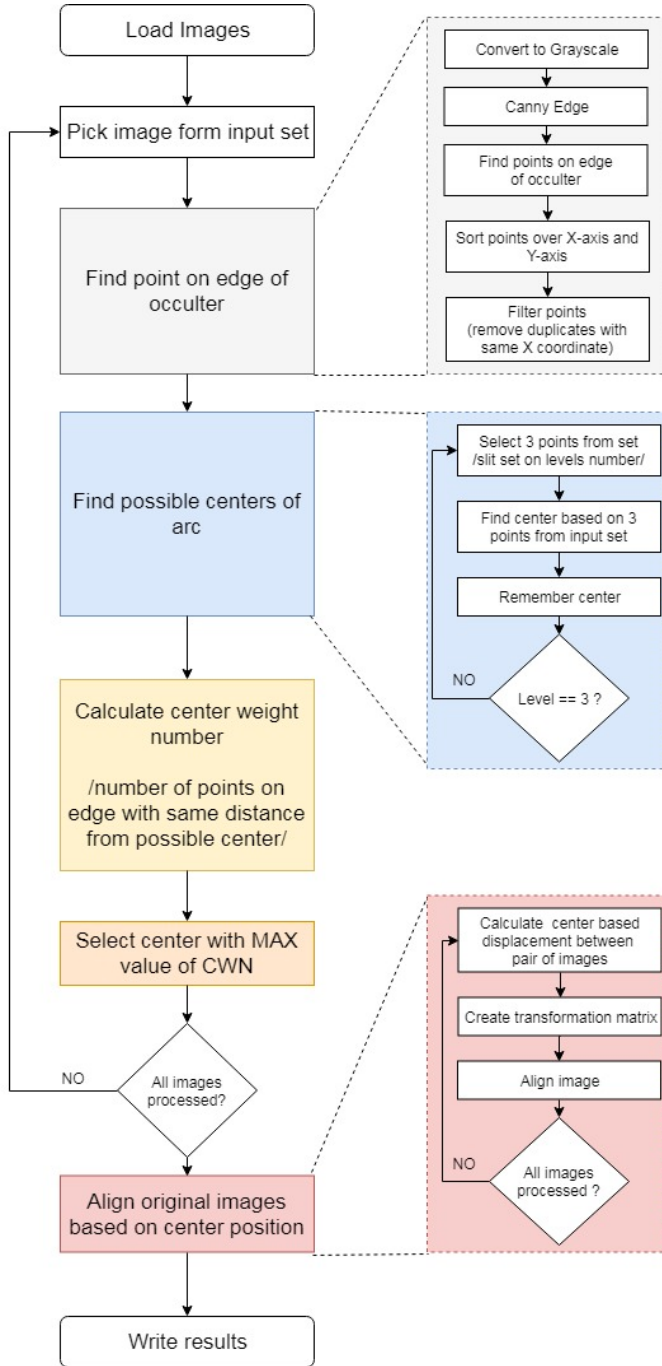 Load Images
Pick image form input set
Find point on edge of
occulter
Find possible centers of
arc
Calculate center weight
number
/number of points on
edge with same distance
from possible center/
Select center with MAX
value of CWN
NO
All images
processed?
Align original images
based on center position
Write results
Convert to Grayscale
Canny Edge
Find points on edge
of occulter
Sort points over X-axis and
Y-axis
Filter points
(remove duplicates with
same X coordinate)
Select 3 points from set
/slit set on levels number/
Find center based on 3
points from input set
Remember center
NO
Level == 3 ?
Calculate center based
displacement between
pair of images
Create transformation matrix
Align image
NO
All images
processed ?